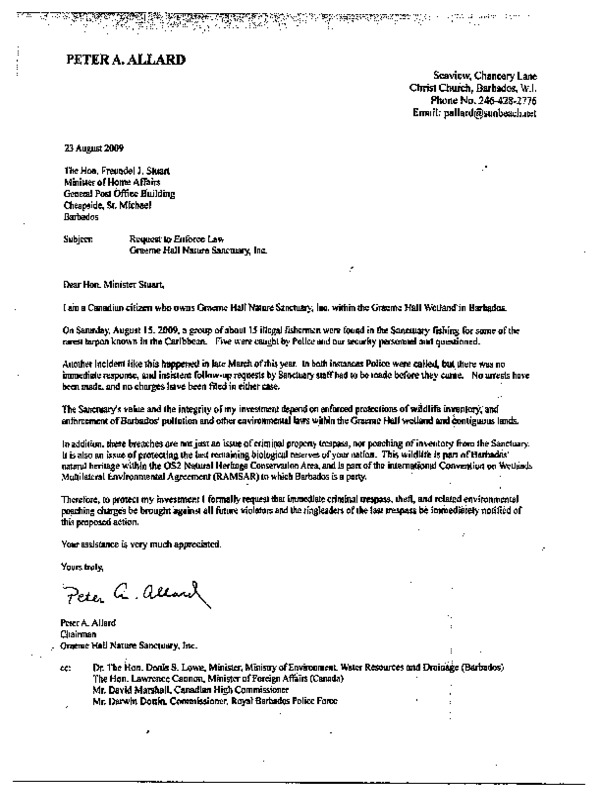 PETER A. ALLARD
Seaview, Chancery Lane
Christ Church, Barbados, W.I.
Phone No. 246-428-2776
Email: pallard@sunbeach.net
23 August 2009
The Hon. Freundel J. Stuart
Minister of Home Affairs
General Post Office Building
Cheapside, St. Michael
Barbados
Subject: Request to Enforce Law
Graeme Hall Nature Sanctuary, Inc.
Dear Hon. Minister Stuart,
I am a Canadian citizen who owns Graeme Hall Nature Sanctuary, Inc. within the Graeme Hall Wetland in Barbados.
On Saturday, August 15, 2009, a group of about 15 illegal fishermen were found in the Sanctuary fishing for some of the
rarest tarpon known in the Caribbean. Five were caught by Police and our security personnel and questioned.
Another incident like this happened in late March of this year. In both instances Police were called, but there was no
immediate response, and insistent follow-up requests by Sanctuary staff had to be made before they came. No arrests have
been made, and no charges have been filed in either case.
The Sanctuary's value and the integrity of my investment depend on enforced protections of wildlife inventory, and
enforcement of Barbados' pollution and other environmental laws within the Graeme Hall wetland and contiguous lands.
In addition, these breaches are not just an issue of criminal property trespass, nor poaching of inventory from the Sanctuary.
It is also an issue of protecting the last remaining biological reserves of your nation. This wildlife is part of Barbados'
natural heritage within the OS2 Natural Heritage Conservation Area, and is part of the international Convention on Wetlands
Multilateral Environmental Agreement (RAMSAR) to which Barbados is a party.
Therefore, to protect my investment I formally request that immediate criminal trespass, theft, and related environmental
poaching charges be brought against all future violators and the ringleaders of the last trespass be immediately notified of
this proposed action.
Your assistance is very much appreciated.
Yours truly,
Peter A. Allard
Peter A. Allard
Chairman
Graeme Hall Nature Sanctuary, Inc.
cc: Dr. The Hon. Denis S. Lowe, Minister, Ministry of Environment, Water Resources and Drainage (Barbados)
The Hon. Lawrence Cannon, Minister of Foreign Affairs (Canada)
Mr. David Marshall, Canadian High Commissioner
Mr. Darwin Dottin, Commissioner, Royal Barbados Police Force